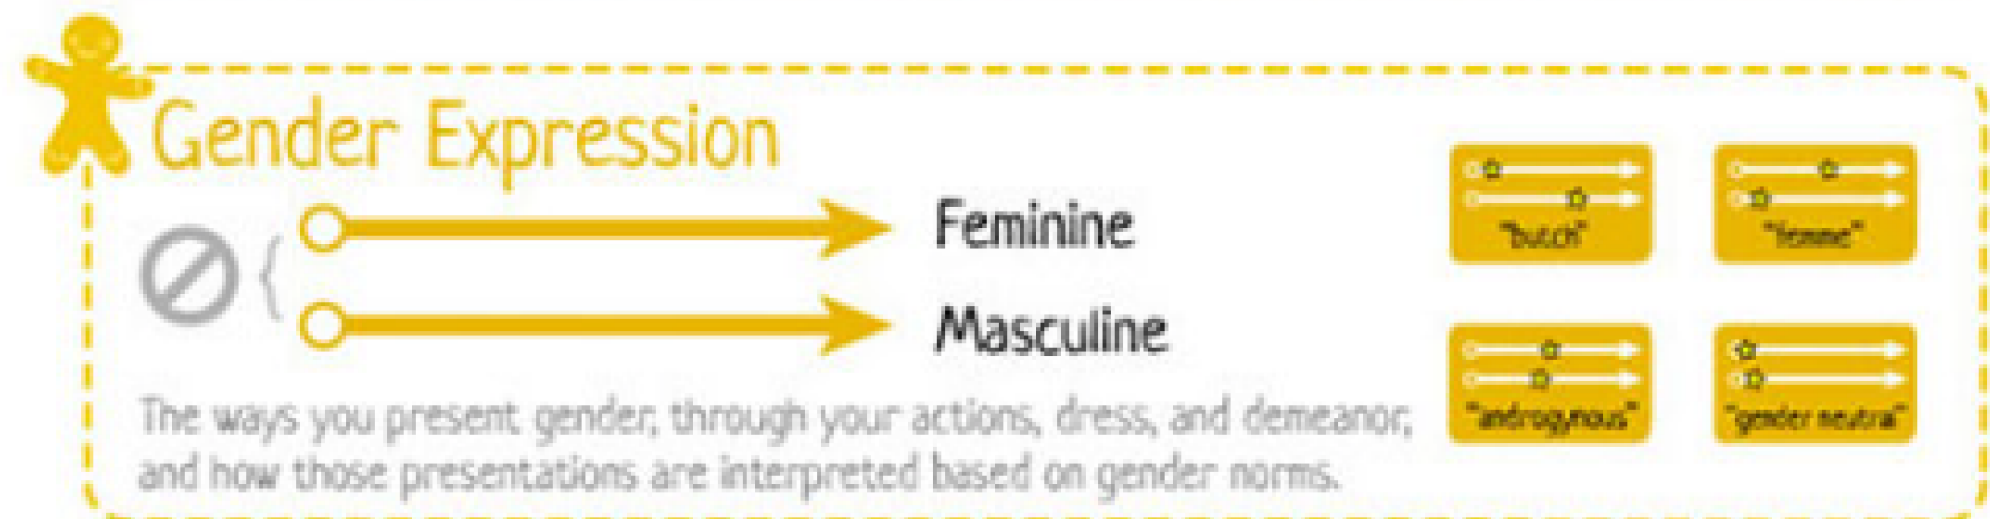 Gender Expression
Feminine
Masculine
The ways you present gender, through your actions, dress, and demeanor,
and how those presentations are interpreted based on gender norms.
"butch"
"femme"
"androgynous"
"gender neutral"